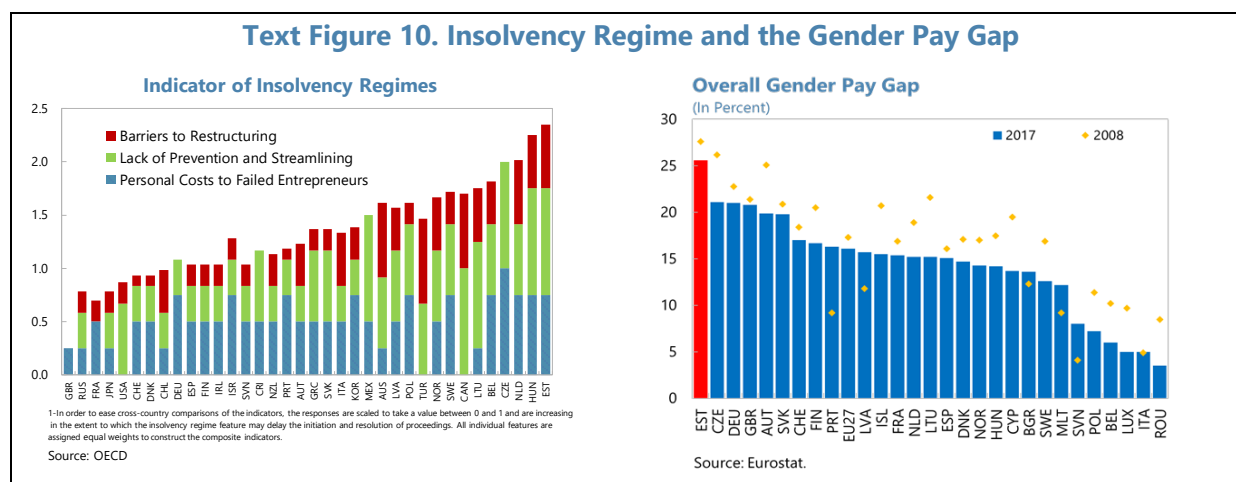 Text Figure 10. Insolvency Regime and the Gender Pay Gap
Indicator of Insolvency Regimes
2.5
2.0
1.5
1.0
0.5
0.0
Barriers to Restructuring
Lack of Prevention and Streamlining
Personal Costs to Failed Entrepreneurs
GBR RUS FRA JPN USA CHE DNK CHL DEU ESP FIN IRL ISR SVN CRI NZL PRT AUT GRC SVK ITA KOR MEX AUS LVA POL TUR NOR SWE CAN LTU BEL CZE NLD HUN EST
1-In order to ease cross-country comparisons of the indicators, the responses are scaled to take a value between 0 and 1 and are increasing
in the extent to which the insolvency regime feature may delay the initiation and resolution of proceedings. All individual features are
assigned equal weights to construct the composite indicators.
Source: OECD
Overall Gender Pay Gap
(In Percent)
30
25
20
15
10
5
0
2017 2008
EST CZE DEU GBR AUT SVK CHE FIN PRT EU27 LVA ISL FRA NLD LTU ESP DNK NOR HUN CYP BGR SWE MLT SVN POL BEL LUX ITA ROU
Source: Eurostat.